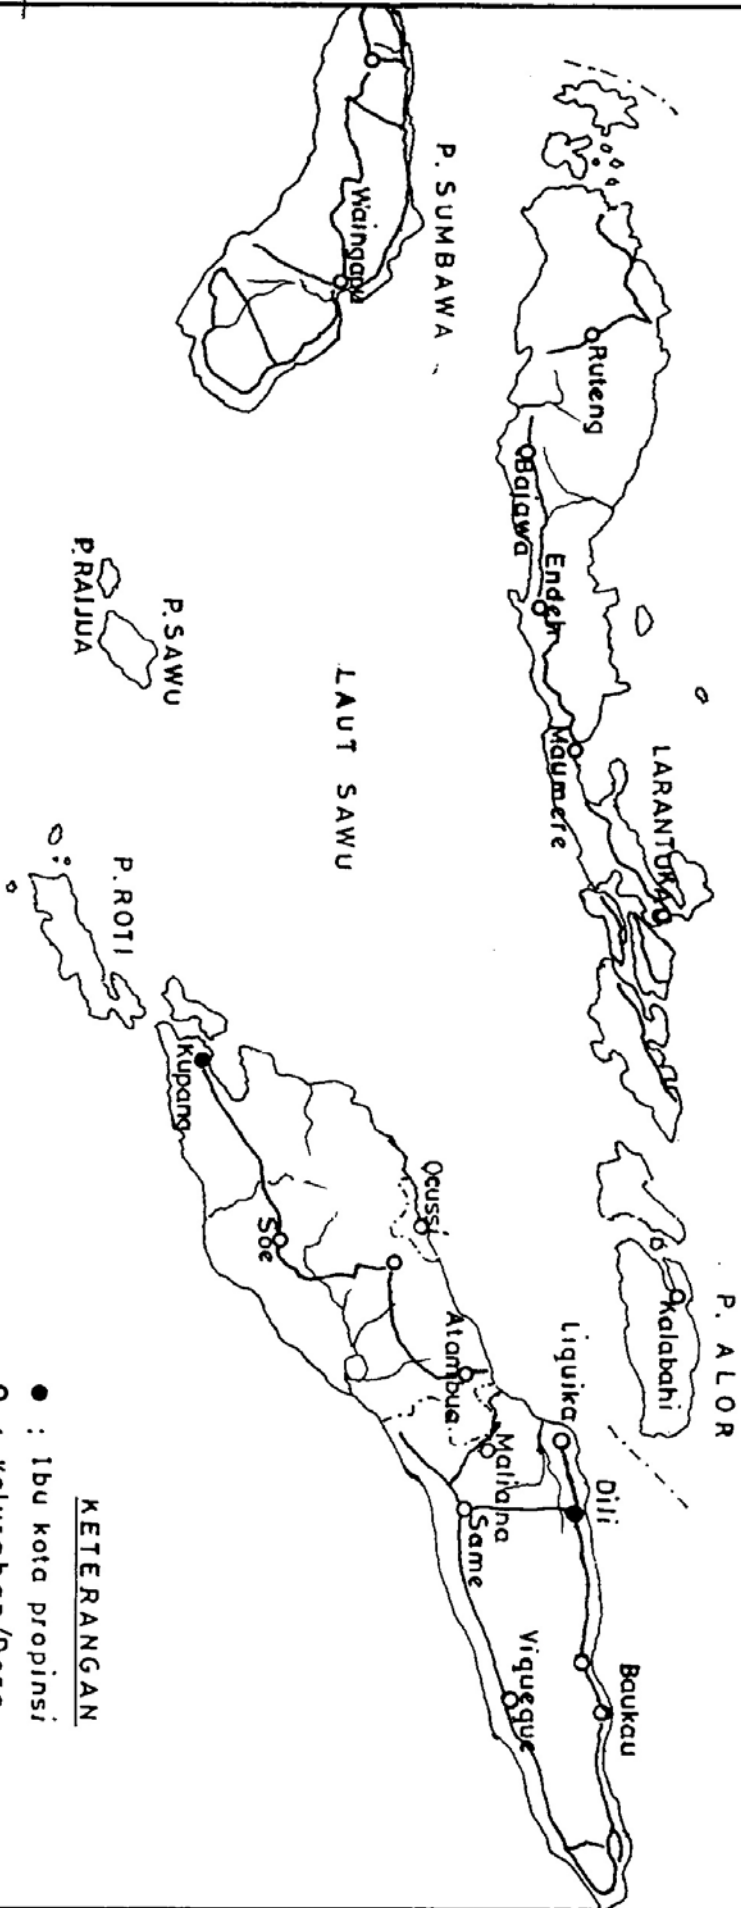 P. SUMBAWA
Waingapu
Ruteng
Bajawa
Endeh
Maumere
LARANTUKA
P. ALOR
Kalabahi
P. SAWU
P. RAIJUA
LAUT SAWU
P. ROTI
Kupang
Soe
Ocussi
Atambua
Maliana
Liquika
Dili
Same
Viqueque
Baukau
KETERANGAN
● : Ibu kota propinsi